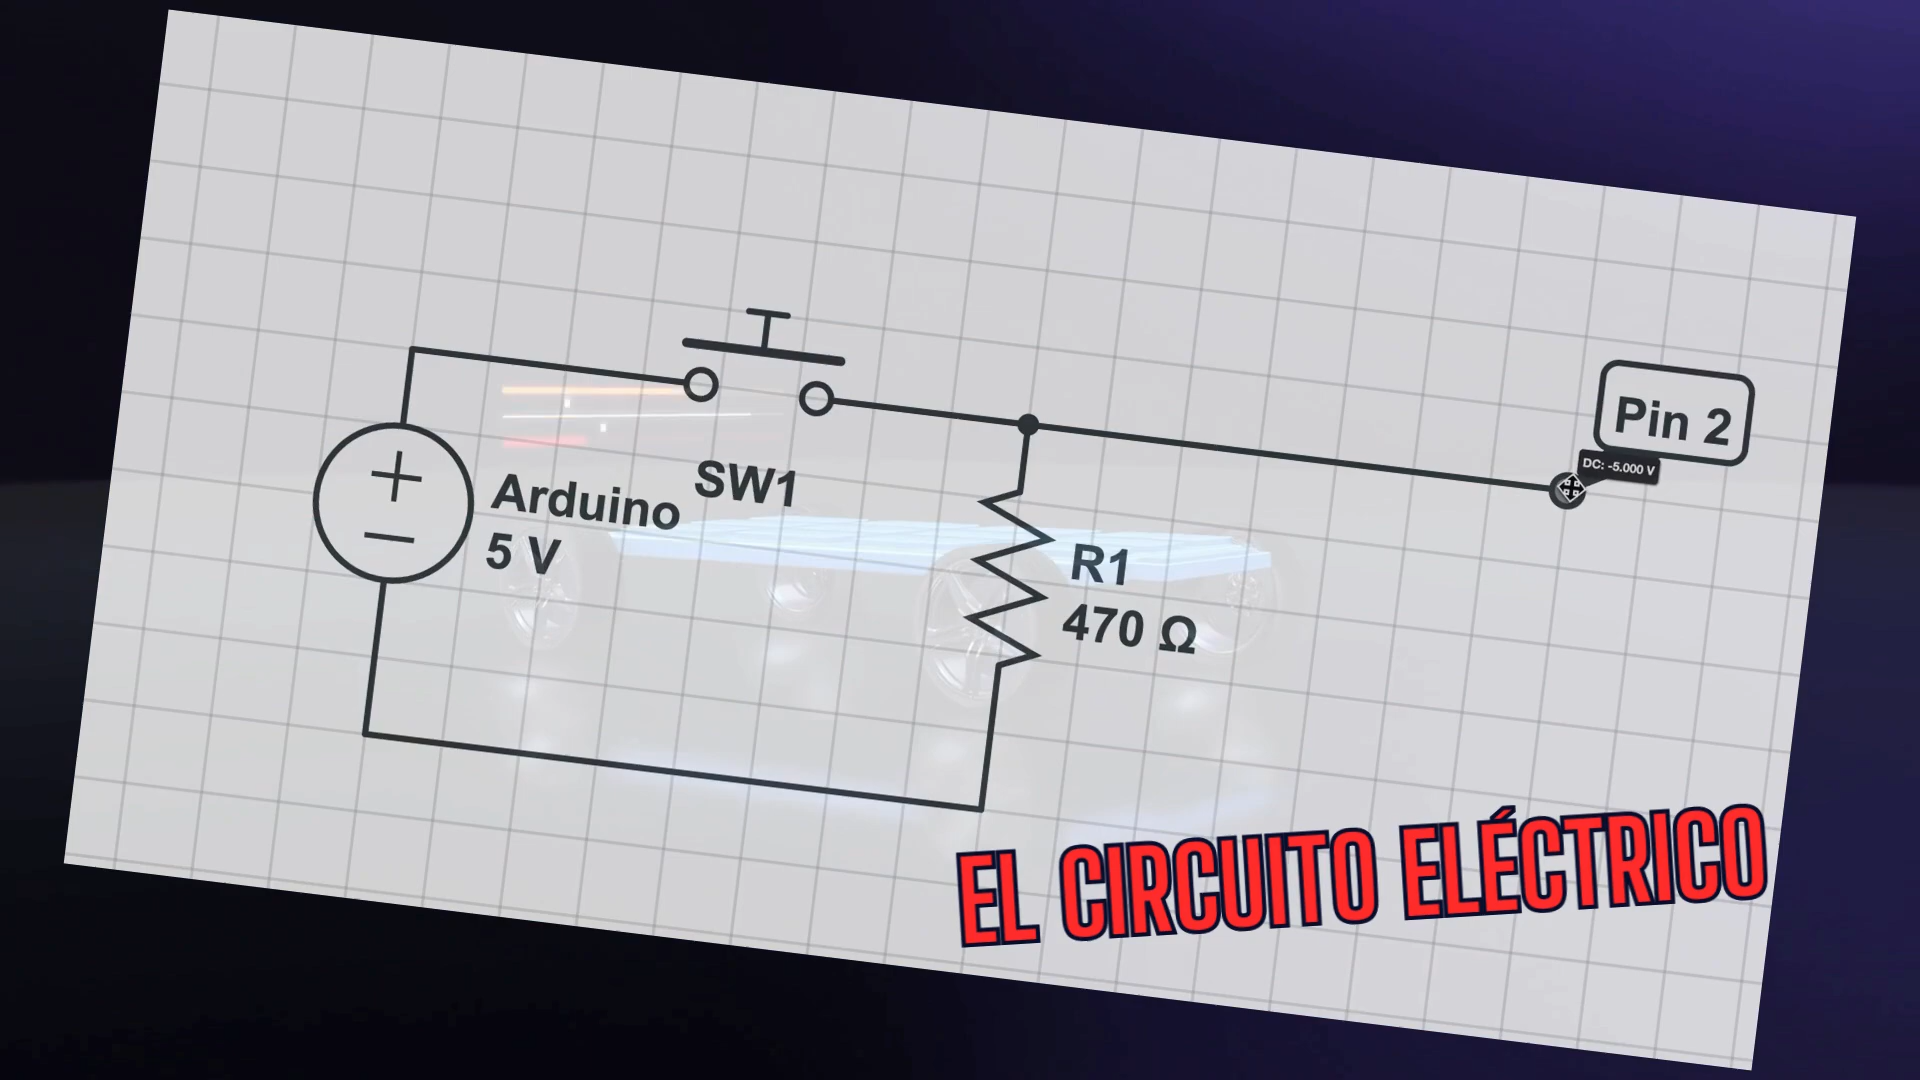 Pin 2
DC: -5.000 V
SW1
Arduino
5 V
R1
470 Ω
EL CIRCUITO ELÉCTRICO